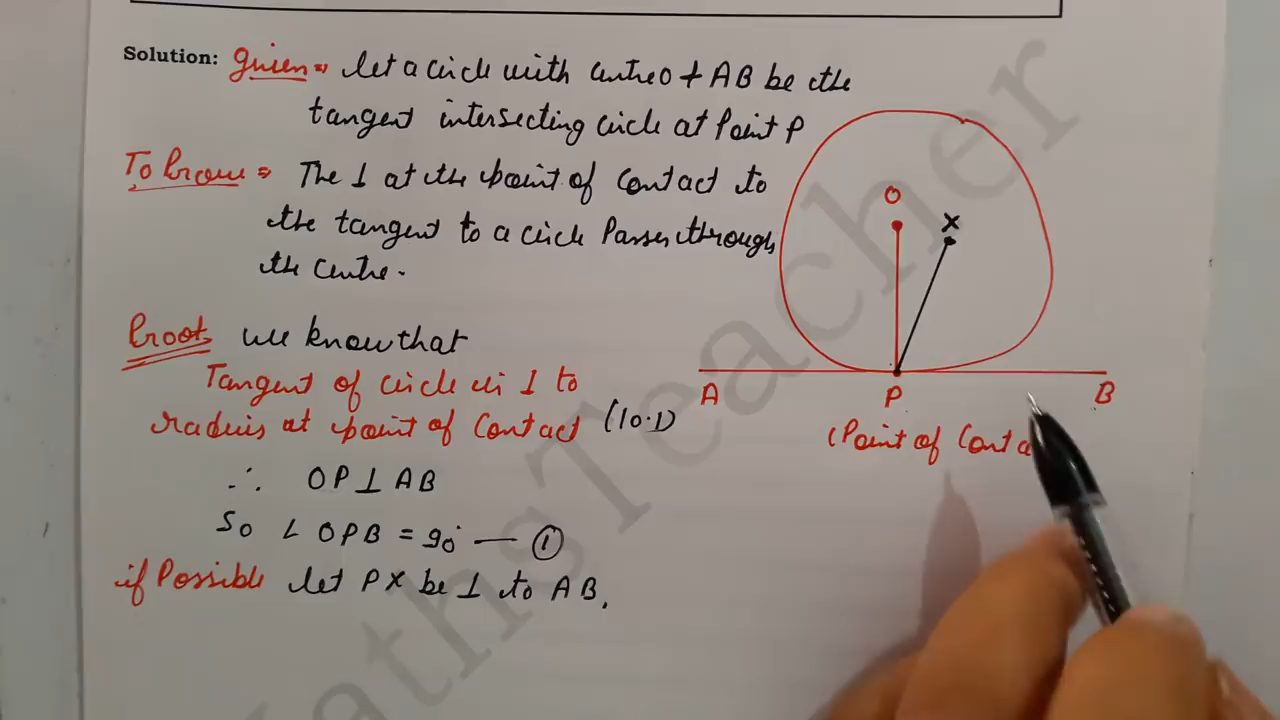 Solution: Given⇒ let a circle with centre O + AB be the
tangent intersecting circle at Point P
To Prove ⇒ The ⊥ at the point of contact to
the tangent to a circle Passes through
the centre.
O
X
A
P
B
(Point of Conta
Proof: we know that
Tangent of circle is ⊥ to
radius at point of contact (10.1)
∴ OP⊥AB
So ∠OPB = 90° — ①
if Possible let PX be ⊥ to AB.
Maths Teacher